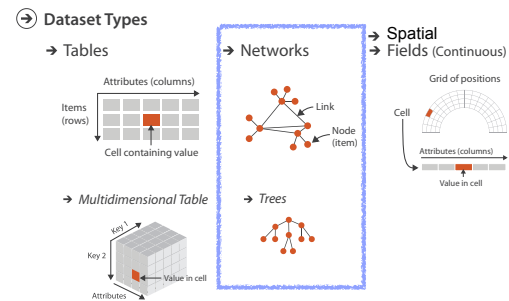 → Dataset Types
→ Tables
Attributes (columns)
Items
(rows)
Cell containing value
→ Multidimensional Table
Key 1
Key 2
Value in cell
Attributes
→ Networks
Link
Node
(item)
→ Trees
→ Spatial
→ Fields (Continuous)
Grid of positions
Cell
Attributes (columns)
Value in cell